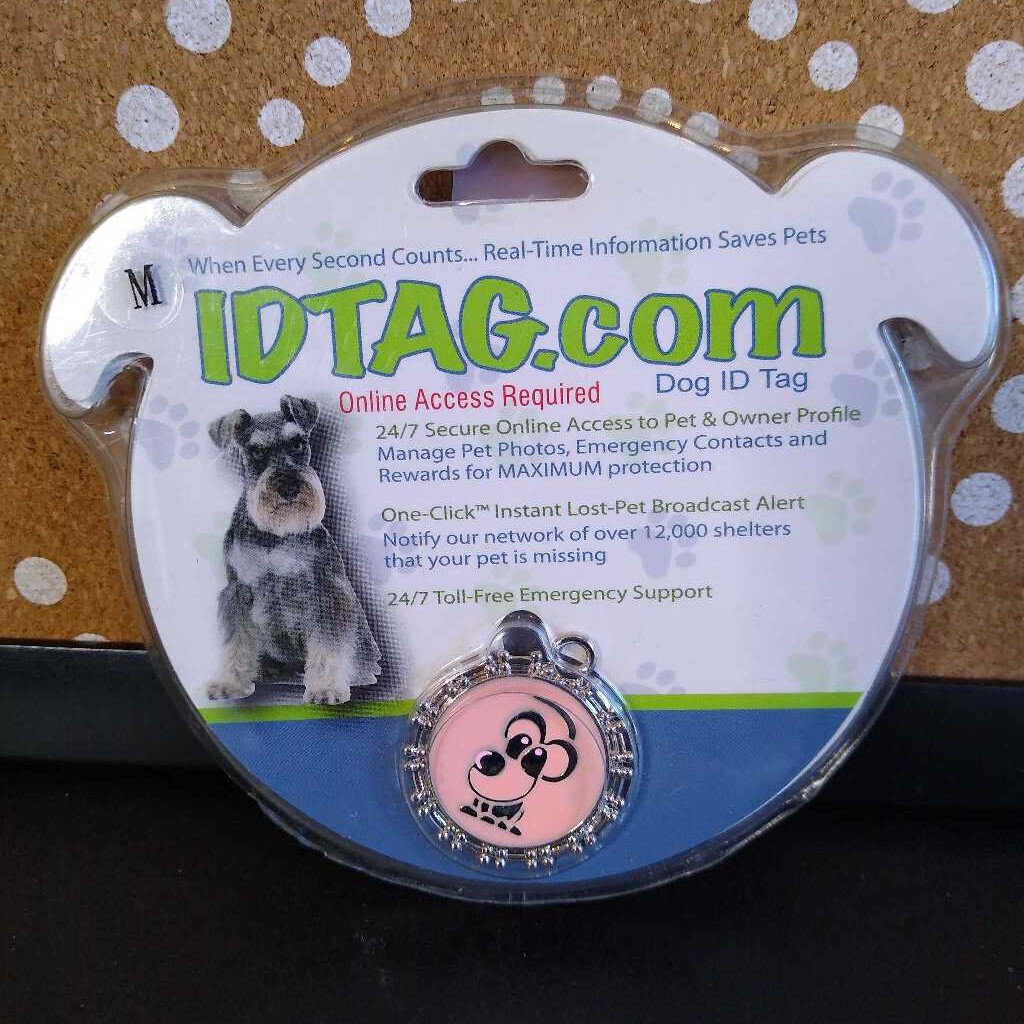 When Every Second Counts... Real-Time Information Saves Pets
M
IDTAG.com
Online Access Required
Dog ID Tag
24/7 Secure Online Access to Pet & Owner Profile
Manage Pet Photos, Emergency Contacts and
Rewards for MAXIMUM protection
One-Click™ Instant Lost-Pet Broadcast Alert
Notify our network of over 12,000 shelters
that your pet is missing
24/7 Toll-Free Emergency Support